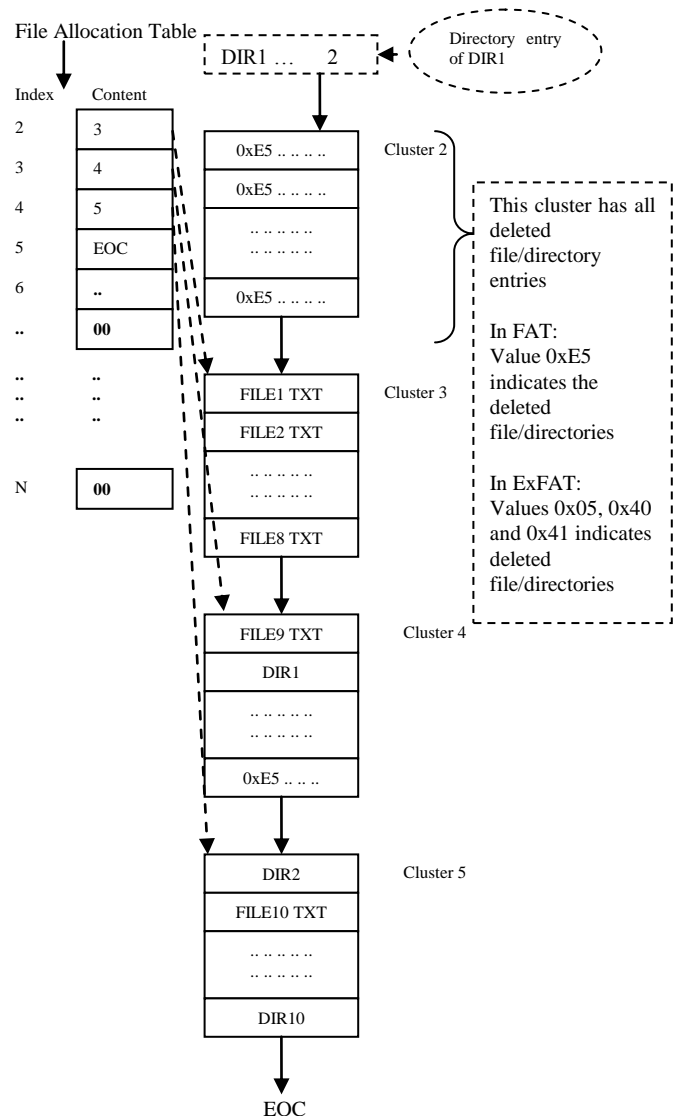 File Allocation Table
DIR1 … 2
Directory entry
of DIR1
Index Content
2 3
3 4
4 5
5 EOC
6 ..
.. 00
.. ..
.. ..
.. ..
N 00
0xE5 .. .. .. ..
0xE5 .. .. .. ..
.. .. .. .. ..
.. .. .. .. ..
0xE5 .. .. .. ..
Cluster 2
This cluster has all
deleted
file/directory
entries
In FAT:
Value 0xE5
indicates the
deleted
file/directories
In ExFAT:
Values 0x05, 0x40
and 0x41 indicates
deleted
file/directories
FILE1 TXT
FILE2 TXT
.. .. .. .. ..
.. .. .. .. ..
FILE8 TXT
Cluster 3
FILE9 TXT
DIR1
.. .. .. .. ..
.. .. .. .. ..
0xE5 .. .. ..
Cluster 4
DIR2
FILE10 TXT
.. .. .. .. ..
.. .. .. .. ..
DIR10
Cluster 5
EOC